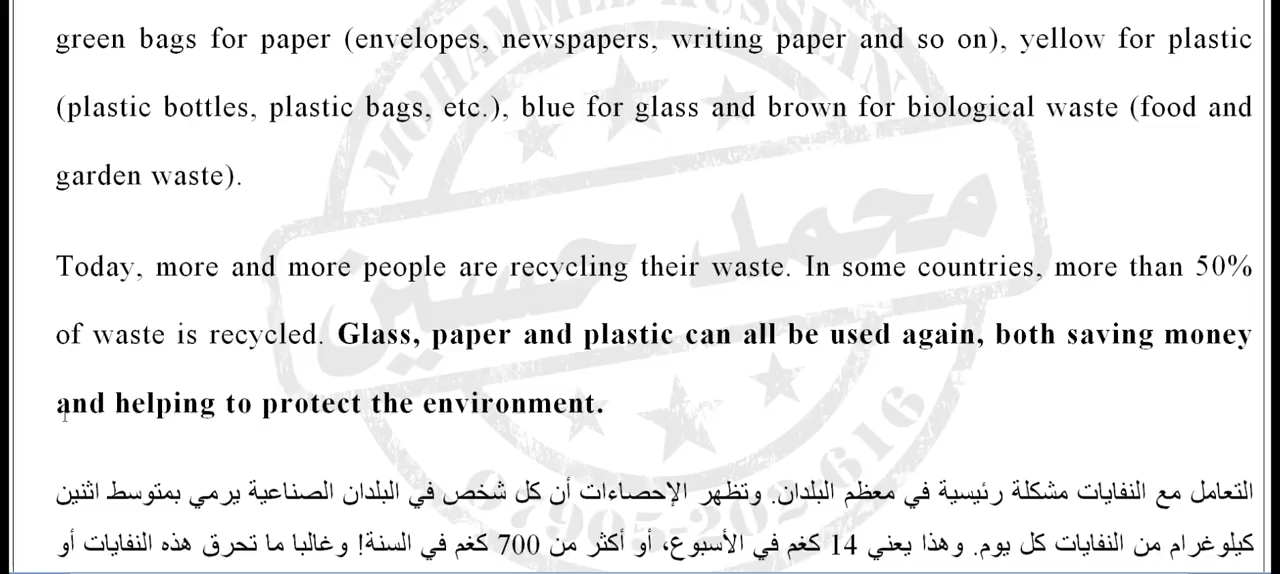 green bags for paper (envelopes, newspapers, writing paper and so on), yellow for plastic
(plastic bottles, plastic bags, etc.), blue for glass and brown for biological waste (food and
garden waste).
Today, more and more people are recycling their waste. In some countries, more than 50%
of waste is recycled. Glass, paper and plastic can all be used again, both saving money
and helping to protect the environment.
التعامل مع النفايات مشكلة رئيسية في معظم البلدان. وتظهر الإحصاءات أن كل شخص في البلدان الصناعية يرمي بمتوسط اثنين
كيلوغرام من النفايات كل يوم. وهذا يعني 14 كغم في الأسبوع، أو أكثر من 700 كغم في السنة! وغالبا ما تحرق هذه النفايات أو
MOHAMMED HUSSEIN
محمد حسين